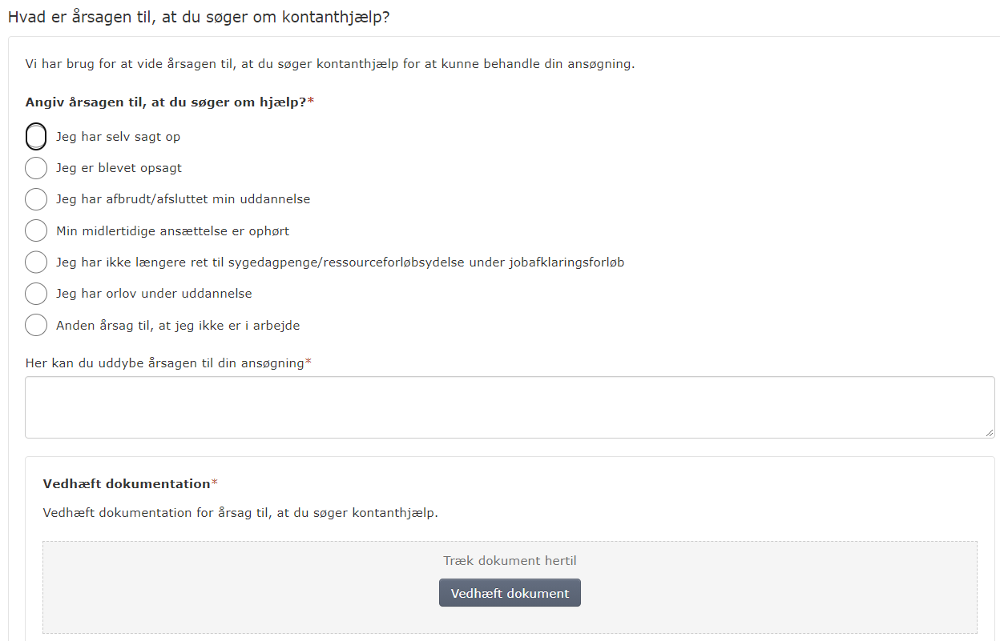 Hvad er årsagen til, at du søger om kontanthjælp?
Vi har brug for at vide årsagen til, at du søger kontanthjælp for at kunne behandle din ansøgning.
Angiv årsagen til, at du søger om hjælp?*
Jeg har selv sagt op
Jeg er blevet opsagt
Jeg har afbrudt/afsluttet min uddannelse
Min midlertidige ansættelse er ophørt
Jeg har ikke længere ret til sygedagpenge/ressourceforløbsydelse under jobafklaringsforløb
Jeg har orlov under uddannelse
Anden årsag til, at jeg ikke er i arbejde
Her kan du uddybe årsagen til din ansøgning*
Vedhæft dokumentation*
Vedhæft dokumentation for årsag til, at du søger kontanthjælp.
Træk dokument hertil
Vedhæft dokument